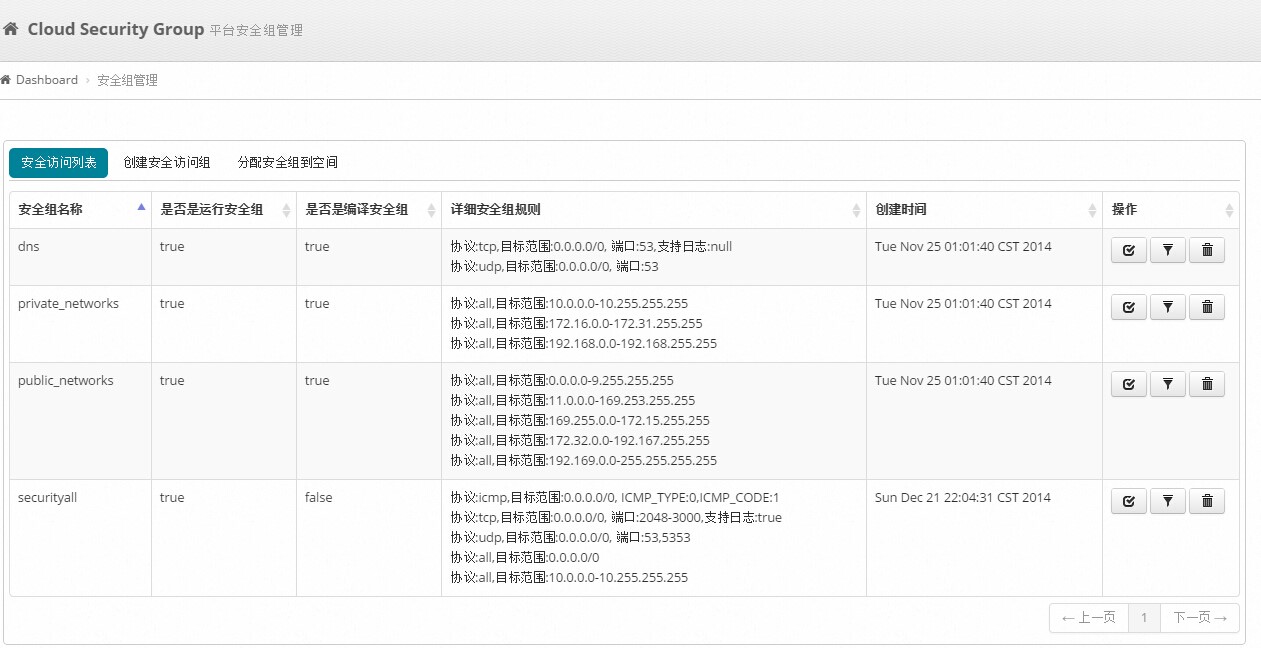 Cloud Security Group 平台安全组管理
Dashboard › 安全组管理
安全访问列表 创建安全访问组 分配安全组到空间
安全组名称 是否是运行安全组 是否是编译安全组 详细安全组规则 创建时间 操作
dns true true 协议:tcp,目标范围:0.0.0.0/0, 端口:53,支持日志:null Tue Nov 25 01:01:40 CST 2014
协议:udp,目标范围:0.0.0.0/0, 端口:53
private_networks true true 协议:all,目标范围:10.0.0.0-10.255.255.255 Tue Nov 25 01:01:40 CST 2014
协议:all,目标范围:172.16.0.0-172.31.255.255
协议:all,目标范围:192.168.0.0-192.168.255.255
public_networks true true 协议:all,目标范围:0.0.0.0-9.255.255.255 Tue Nov 25 01:01:40 CST 2014
协议:all,目标范围:11.0.0.0-169.253.255.255
协议:all,目标范围:169.255.0.0-172.15.255.255
协议:all,目标范围:172.32.0.0-192.167.255.255
协议:all,目标范围:192.169.0.0-255.255.255.255
securityall true false 协议:icmp,目标范围:0.0.0.0/0, ICMP_TYPE:0,ICMP_CODE:1 Sun Dec 21 22:04:31 CST 2014
协议:tcp,目标范围:0.0.0.0/0, 端口:2048-3000,支持日志:true
协议:udp,目标范围:0.0.0.0/0, 端口:53,5353
协议:all,目标范围:0.0.0.0/0
协议:all,目标范围:10.0.0.0-10.255.255.255
←上一页 1 下一页→